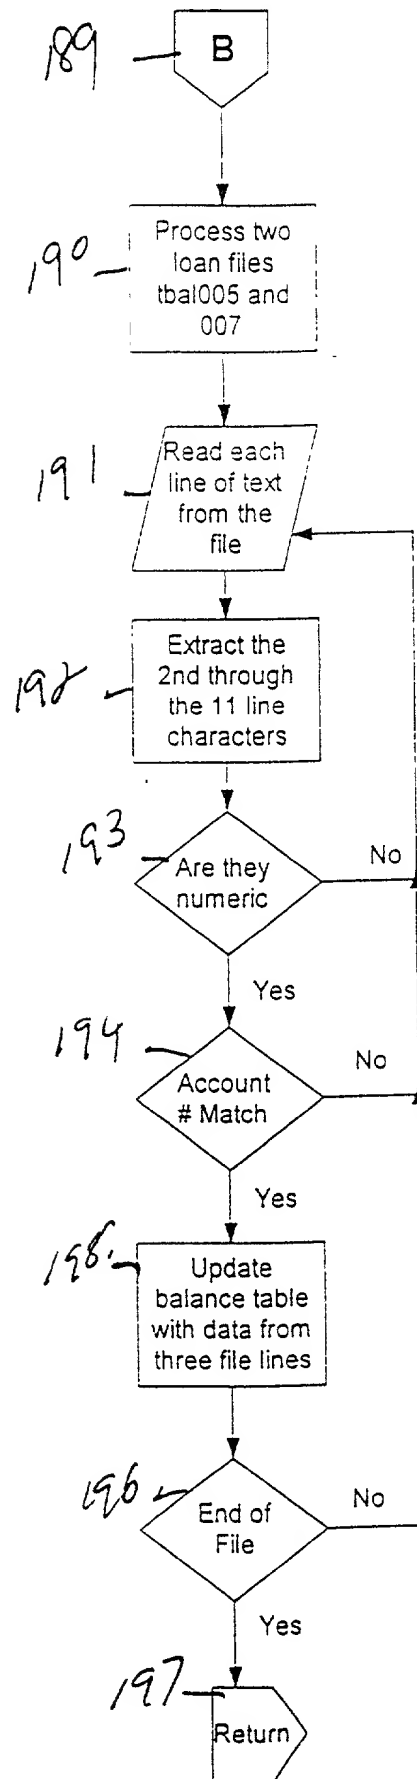 189
B
190
Process two
loan files
tbal005 and
007
191
Read each
line of text
from the
file
192
Extract the
2nd through
the 11 line
characters
193
Are they
numeric
No
Yes
194
Account
# Match
No
Yes
198.
Update
balance table
with data from
three file lines
196
End of
File
No
Yes
197
Return